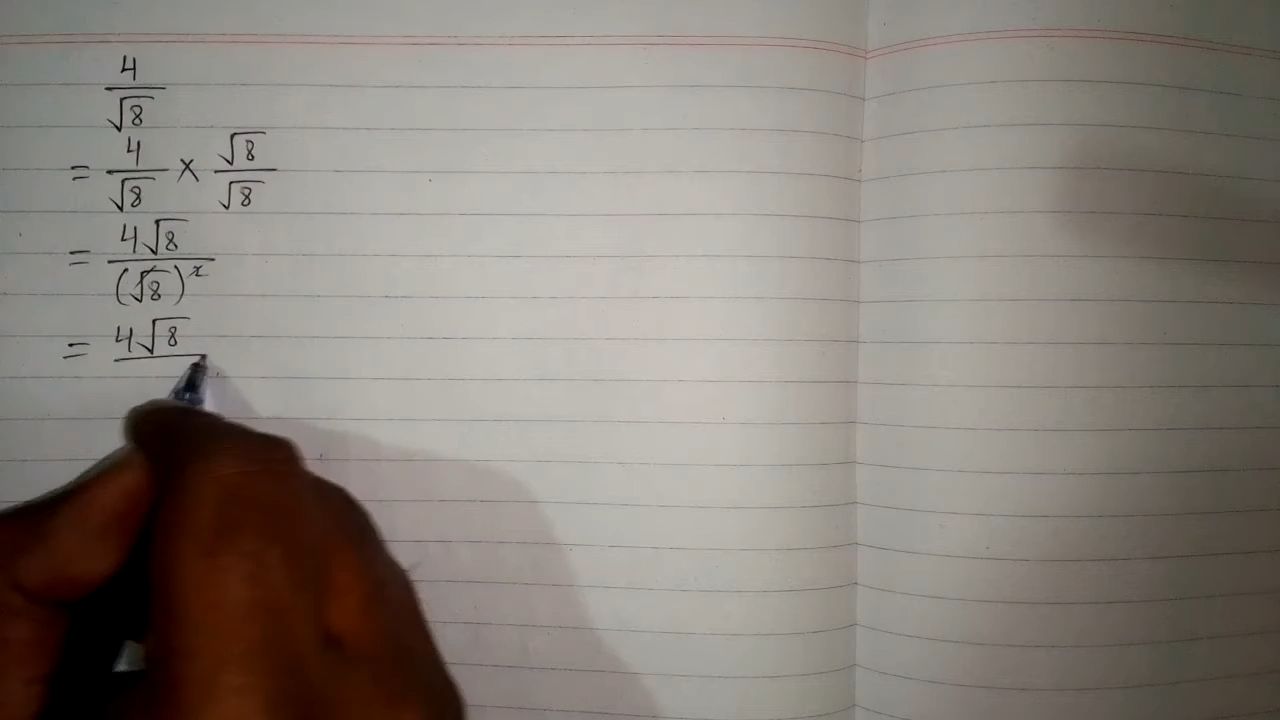 4/√8
= 4/√8 × √8/√8
= 4√8/(√8)²
= 4√8/